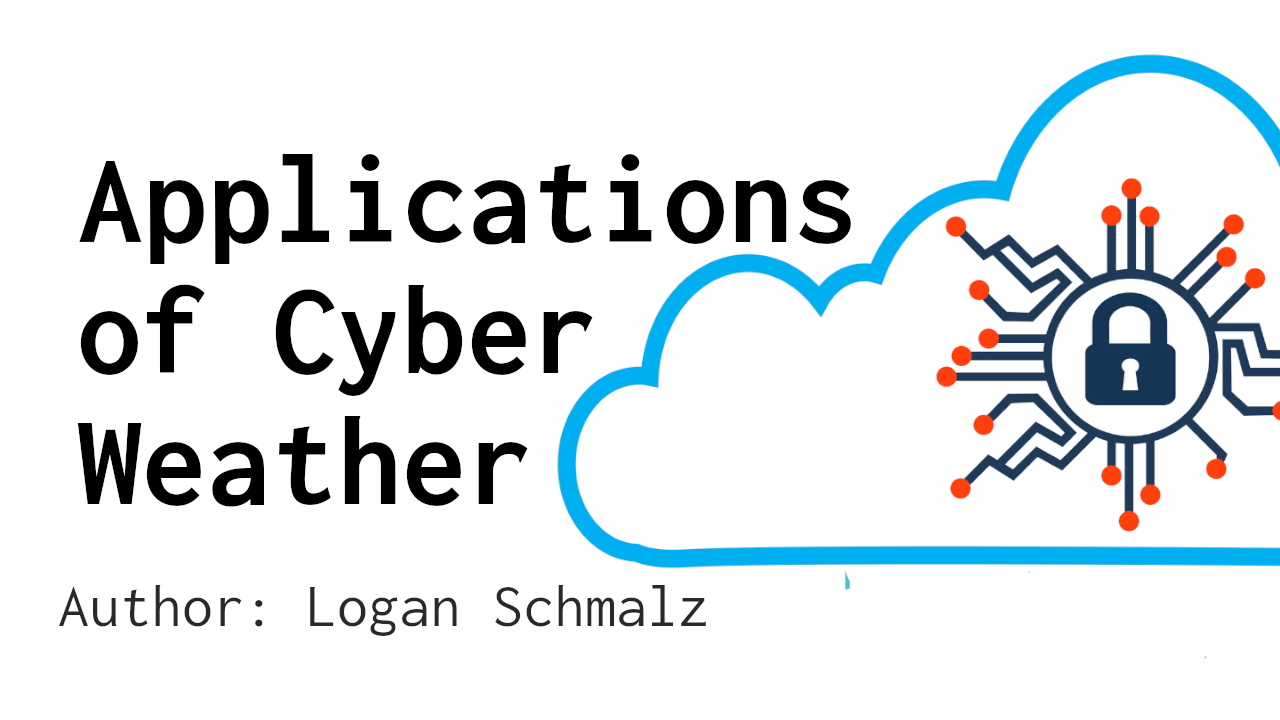 Applications
of Cyber
Weather
Author: Logan Schmalz